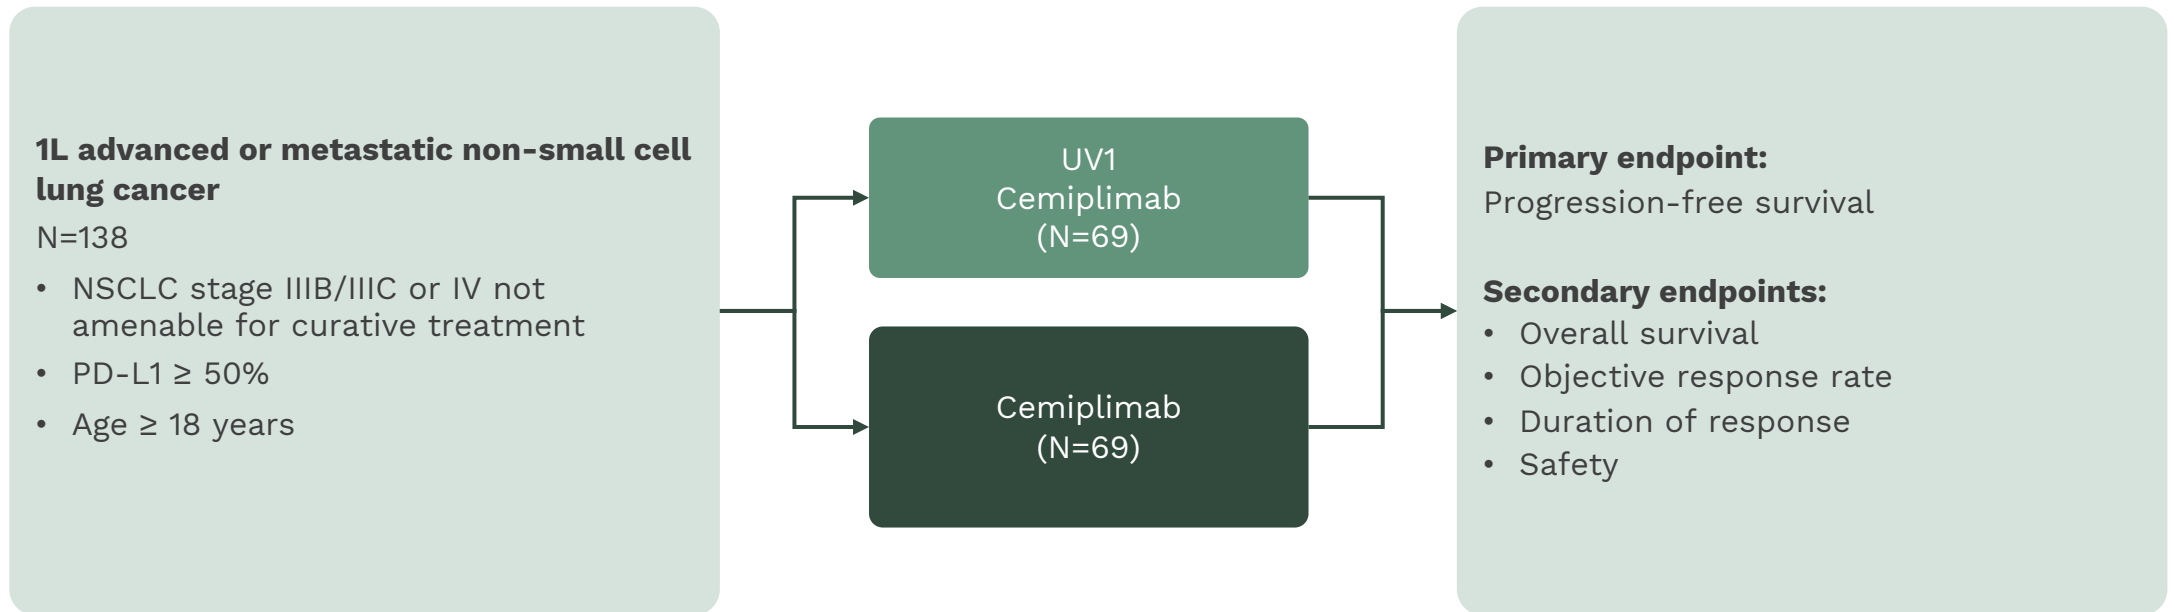 1L advanced or metastatic non-small cell
lung cancer
N=138
• NSCLC stage IIIB/IIIC or IV not
amenable for curative treatment
• PD-L1 ≥ 50%
• Age ≥ 18 years
UV1
Cemiplimab
(N=69)
Cemiplimab
(N=69)
Primary endpoint:
Progression-free survival
Secondary endpoints:
• Overall survival
• Objective response rate
• Duration of response
• Safety